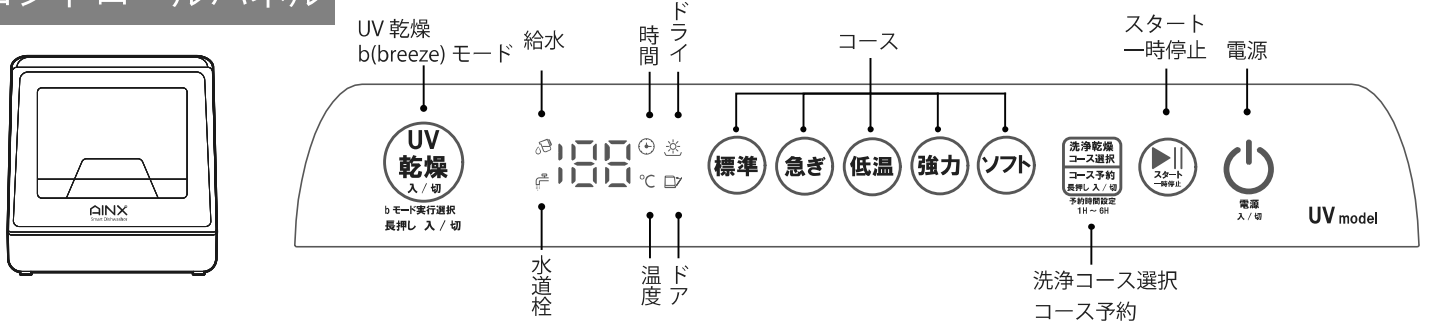 コントロールパネル
UV 乾燥
b(breeze) モード
給水
時間
ドライ
コース
スタート
一時停止
電源
UV
乾燥
入 / 切
b モード実行選択
長押し 入 / 切
188
℃
標準
急ぎ
低温
強力
ソフト
洗浄乾燥
コース選択
コース予約
長押し 入 / 切
予約時間設定
1H ~ 6H
スタート
一時停止
電源
入 / 切
UV model
AINX
Smart Dishwasher
水道栓
温度
ドア
洗浄コース選択
コース予約